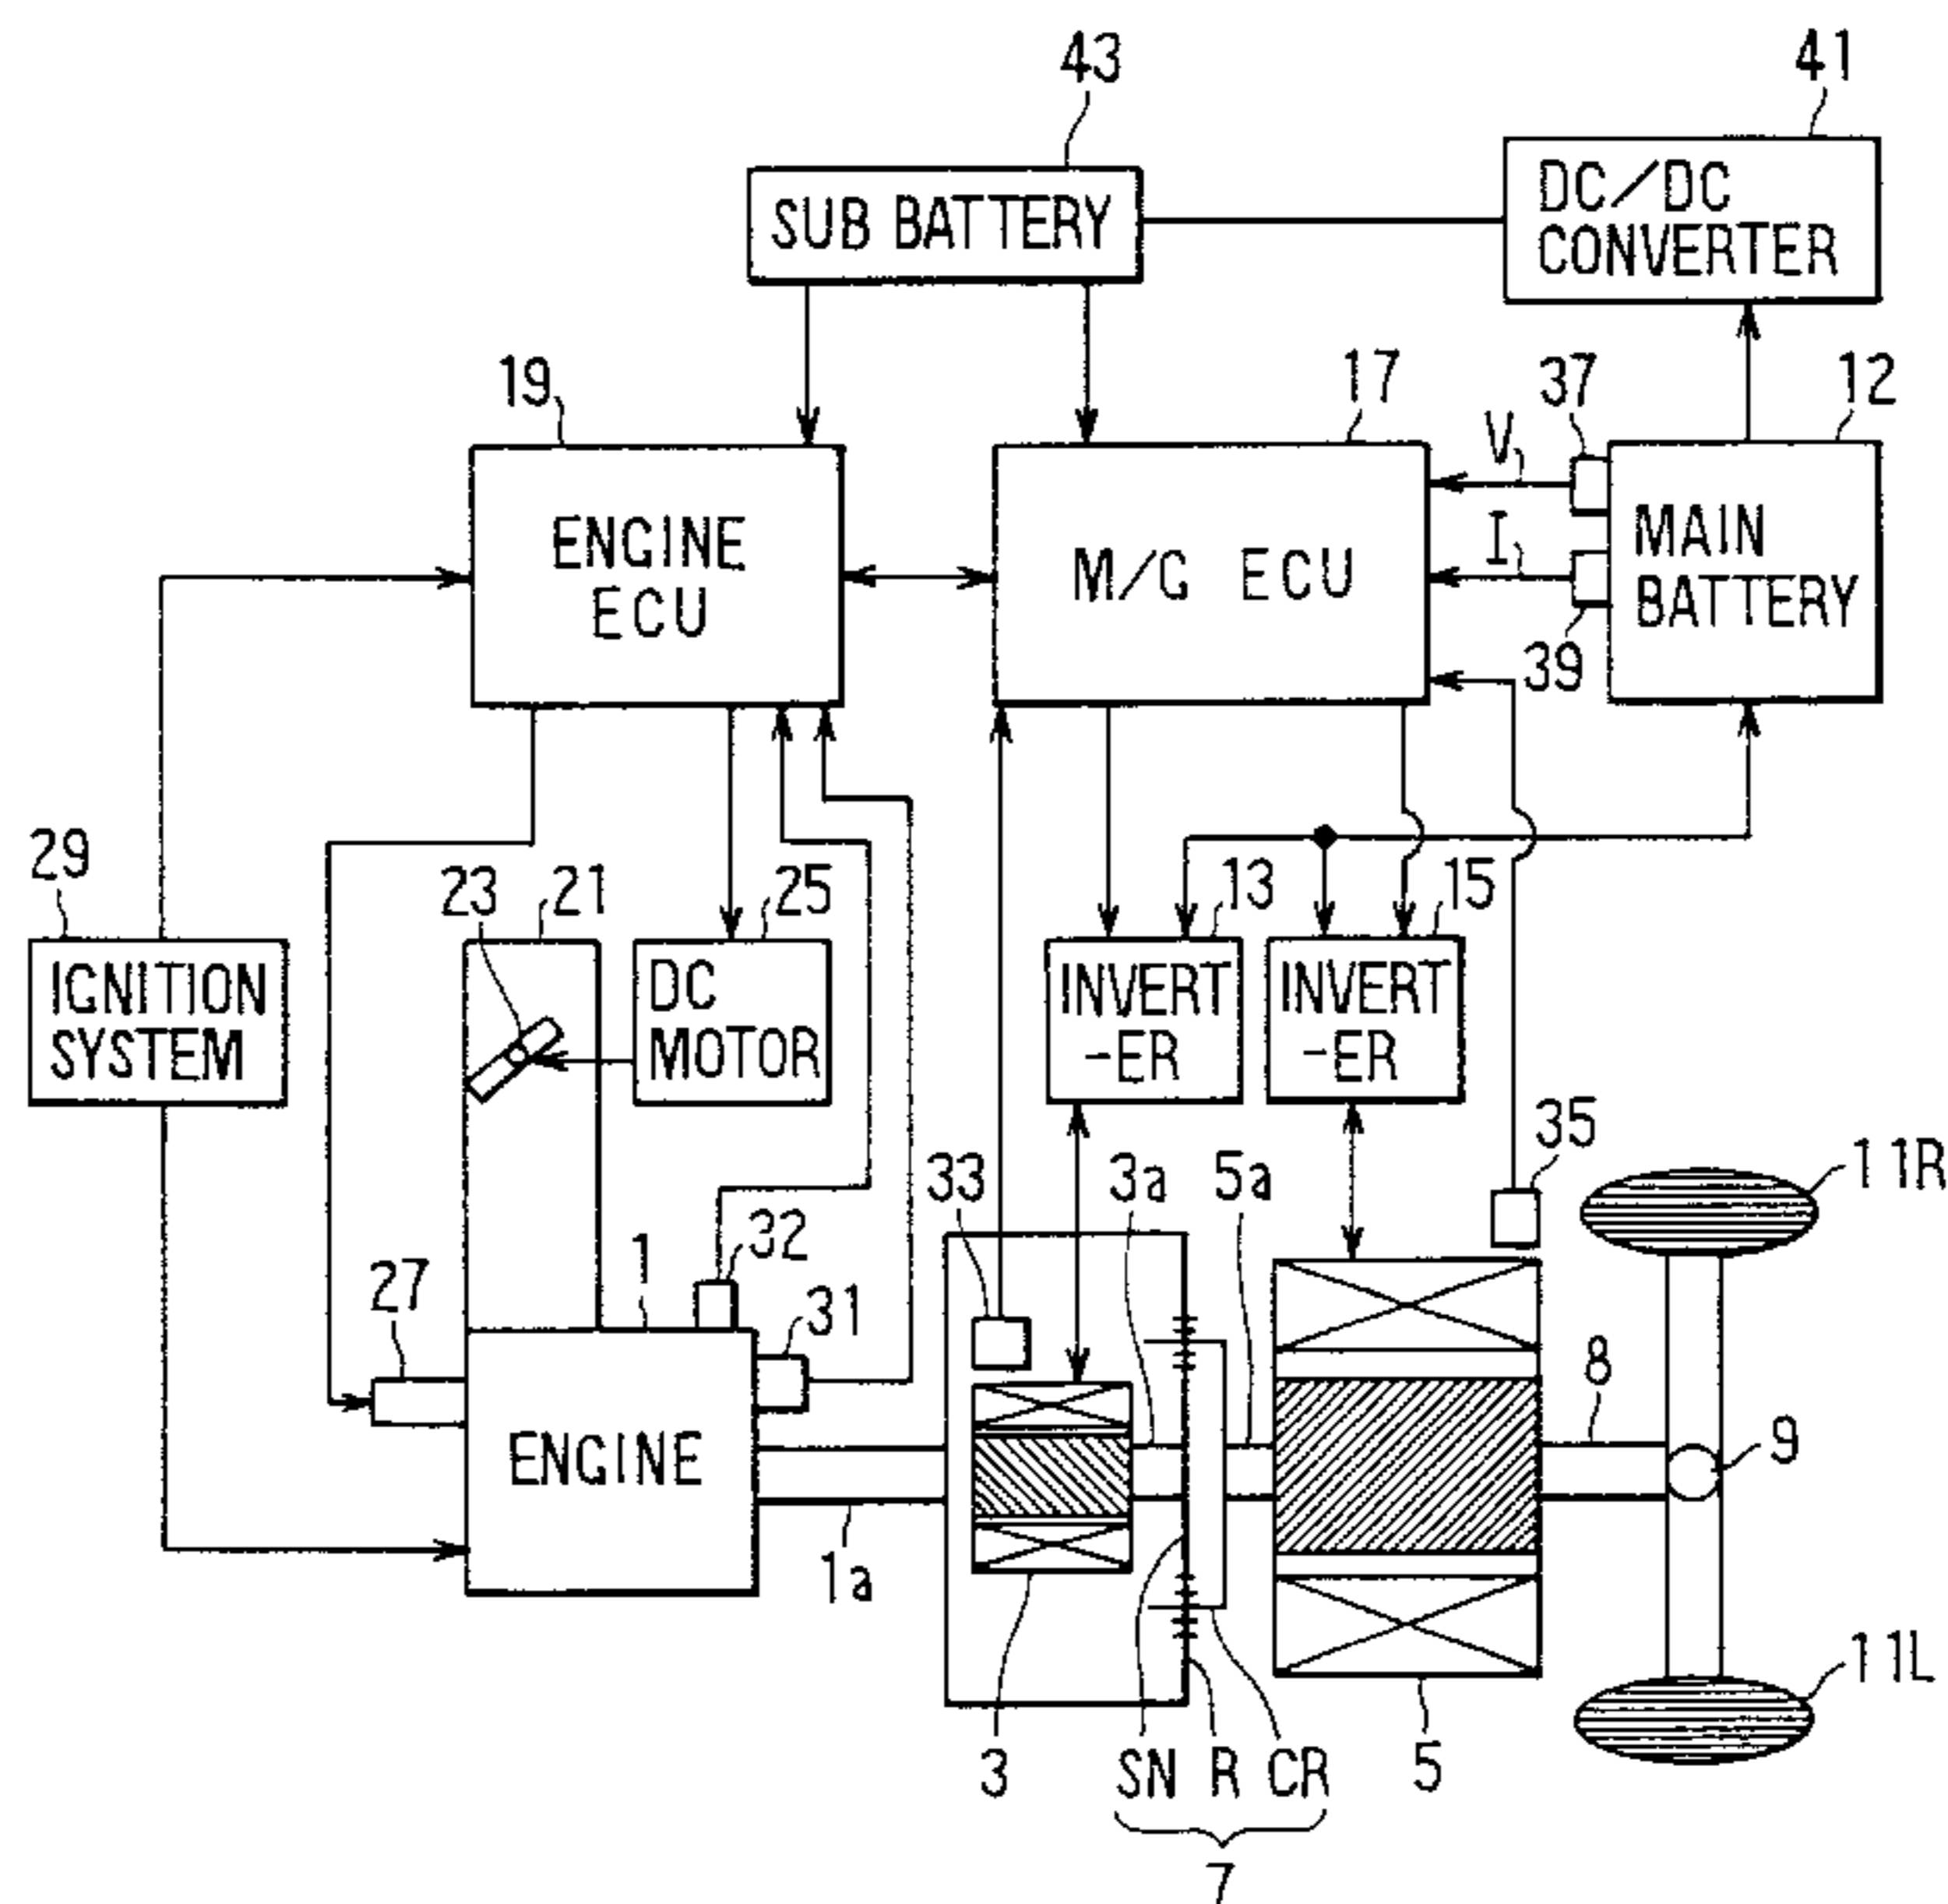 43
41
SUB BATTERY
DC/DC
CONVERTER
19
17
37
12
V
ENGINE
ECU
M/G ECU
I
MAIN
BATTERY
39
29
23
21
25
13
15
IGNITION
SYSTEM
DC
MOTOR
INVERT
-ER
INVERT
-ER
35
33
3a
5a
11R
1
32
27
31
8
9
ENGINE
1a
11L
3
SN R CR
5
7